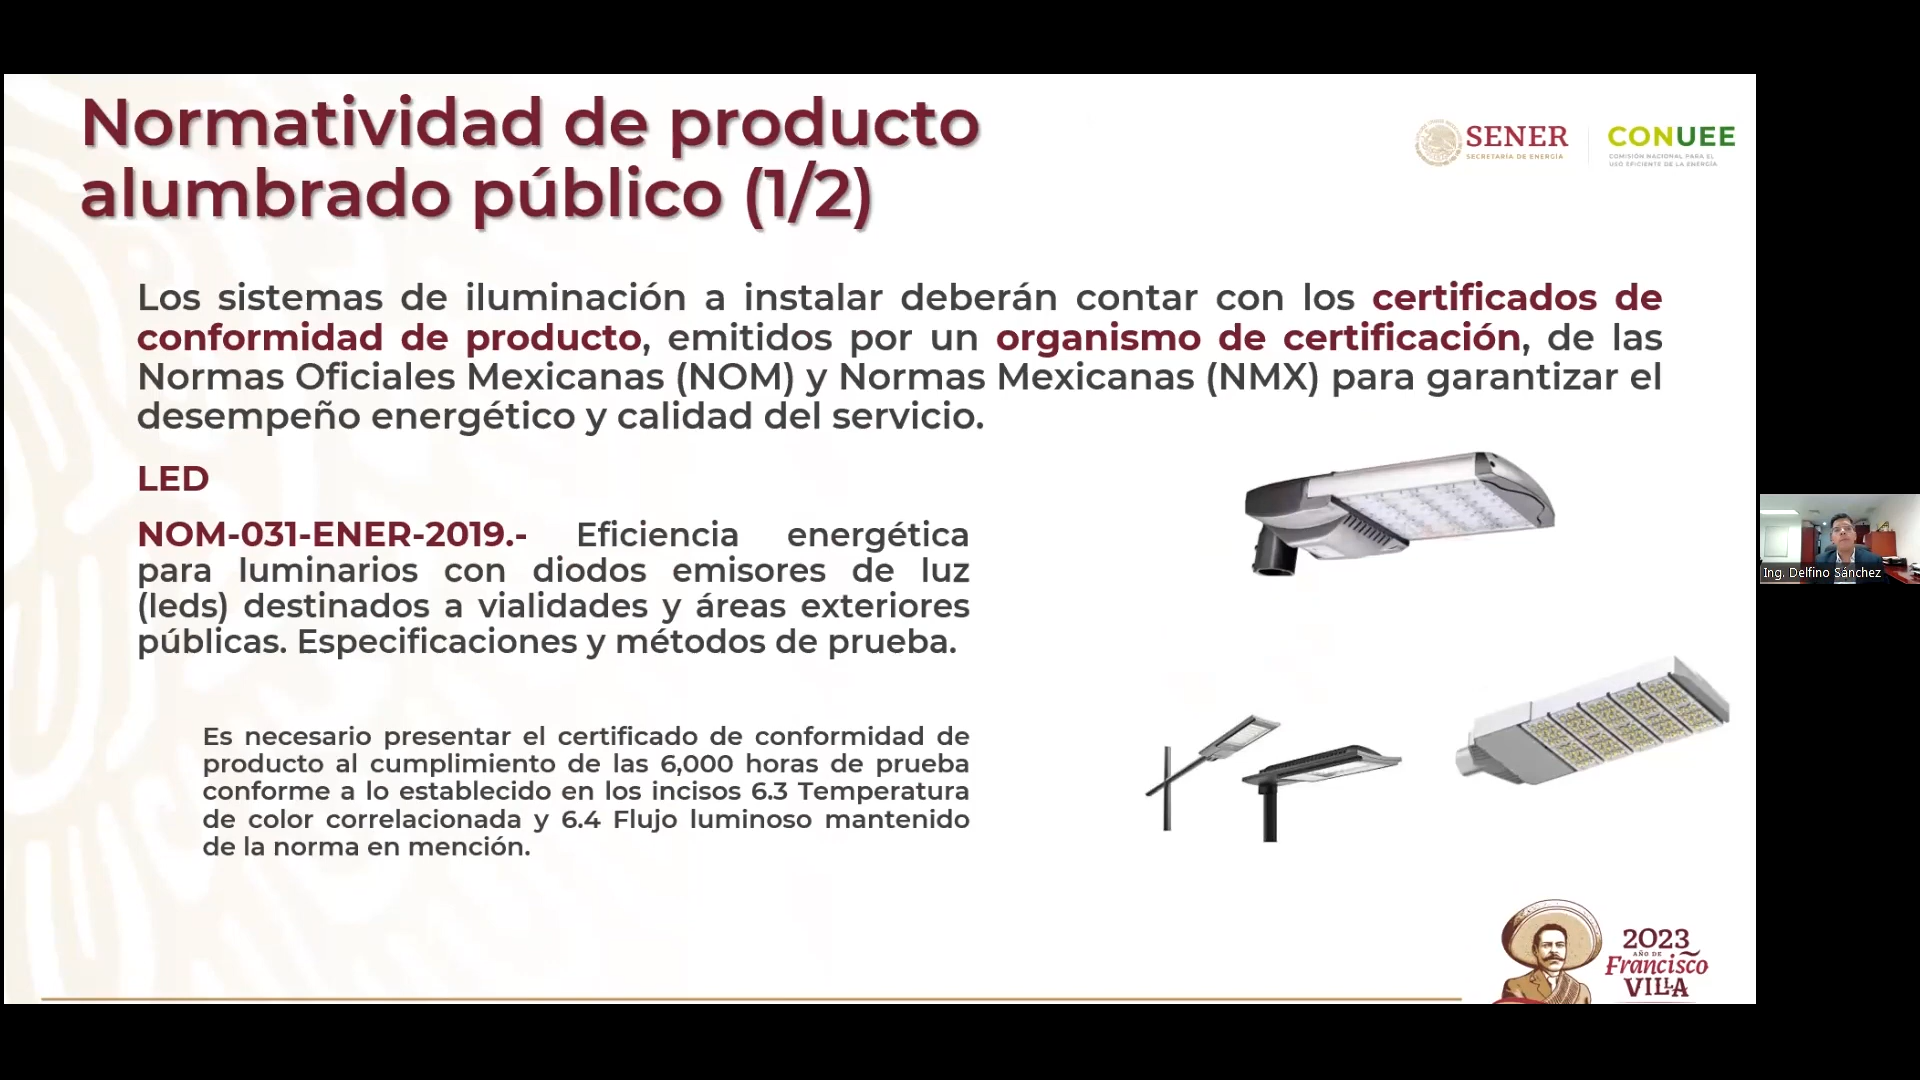 Normatividad de producto
alumbrado público (1/2)
SENER
SECRETARÍA DE ENERGÍA
CONUEE
COMISIÓN NACIONAL PARA EL
USO EFICIENTE DE LA ENERGÍA
Los sistemas de iluminación a instalar deberán contar con los certificados de
conformidad de producto, emitidos por un organismo de certificación, de las
Normas Oficiales Mexicanas (NOM) y Normas Mexicanas (NMX) para garantizar el
desempeño energético y calidad del servicio.
LED
NOM-031-ENER-2019.- Eficiencia energética
para luminarios con diodos emisores de luz
(leds) destinados a vialidades y áreas exteriores
públicas. Especificaciones y métodos de prueba.
Es necesario presentar el certificado de conformidad de
producto al cumplimiento de las 6,000 horas de prueba
conforme a lo establecido en los incisos 6.3 Temperatura
de color correlacionada y 6.4 Flujo luminoso mantenido
de la norma en mención.
Ing. Delfino Sánchez
2023
AÑO DE
Francisco
VILLA